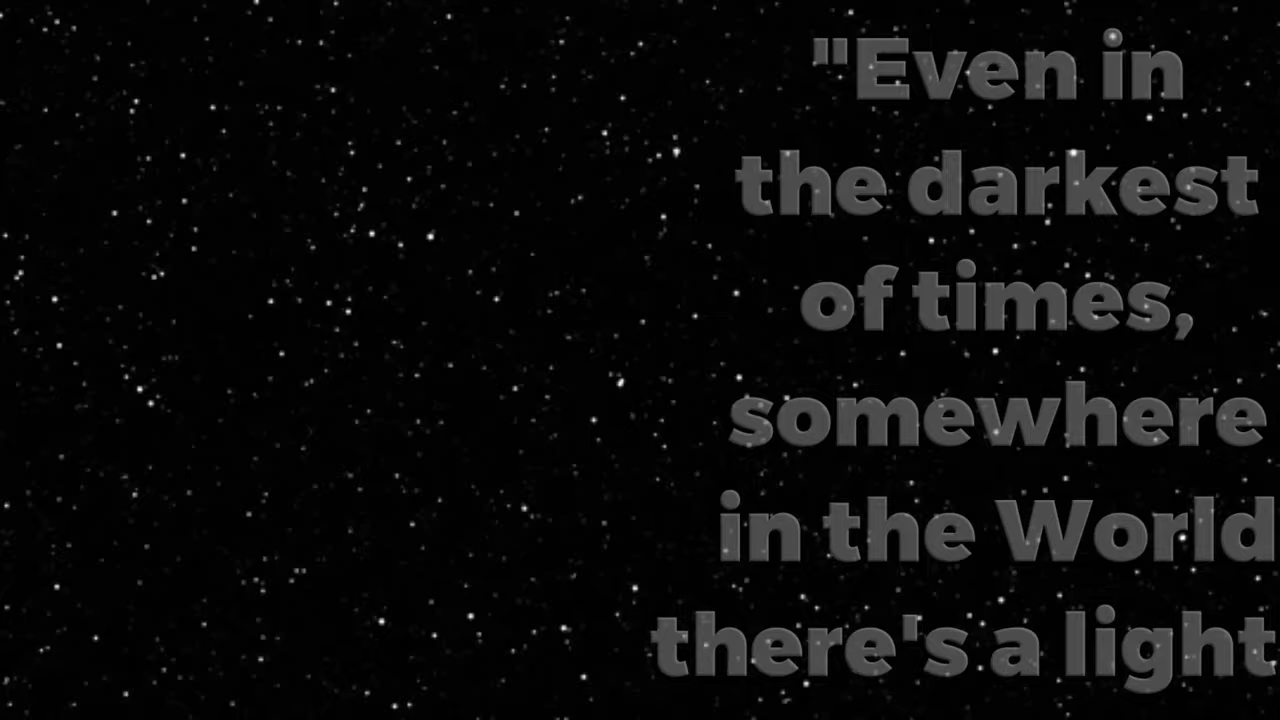 "Even in
the darkest
of times,
somewhere
in the World
there's a light